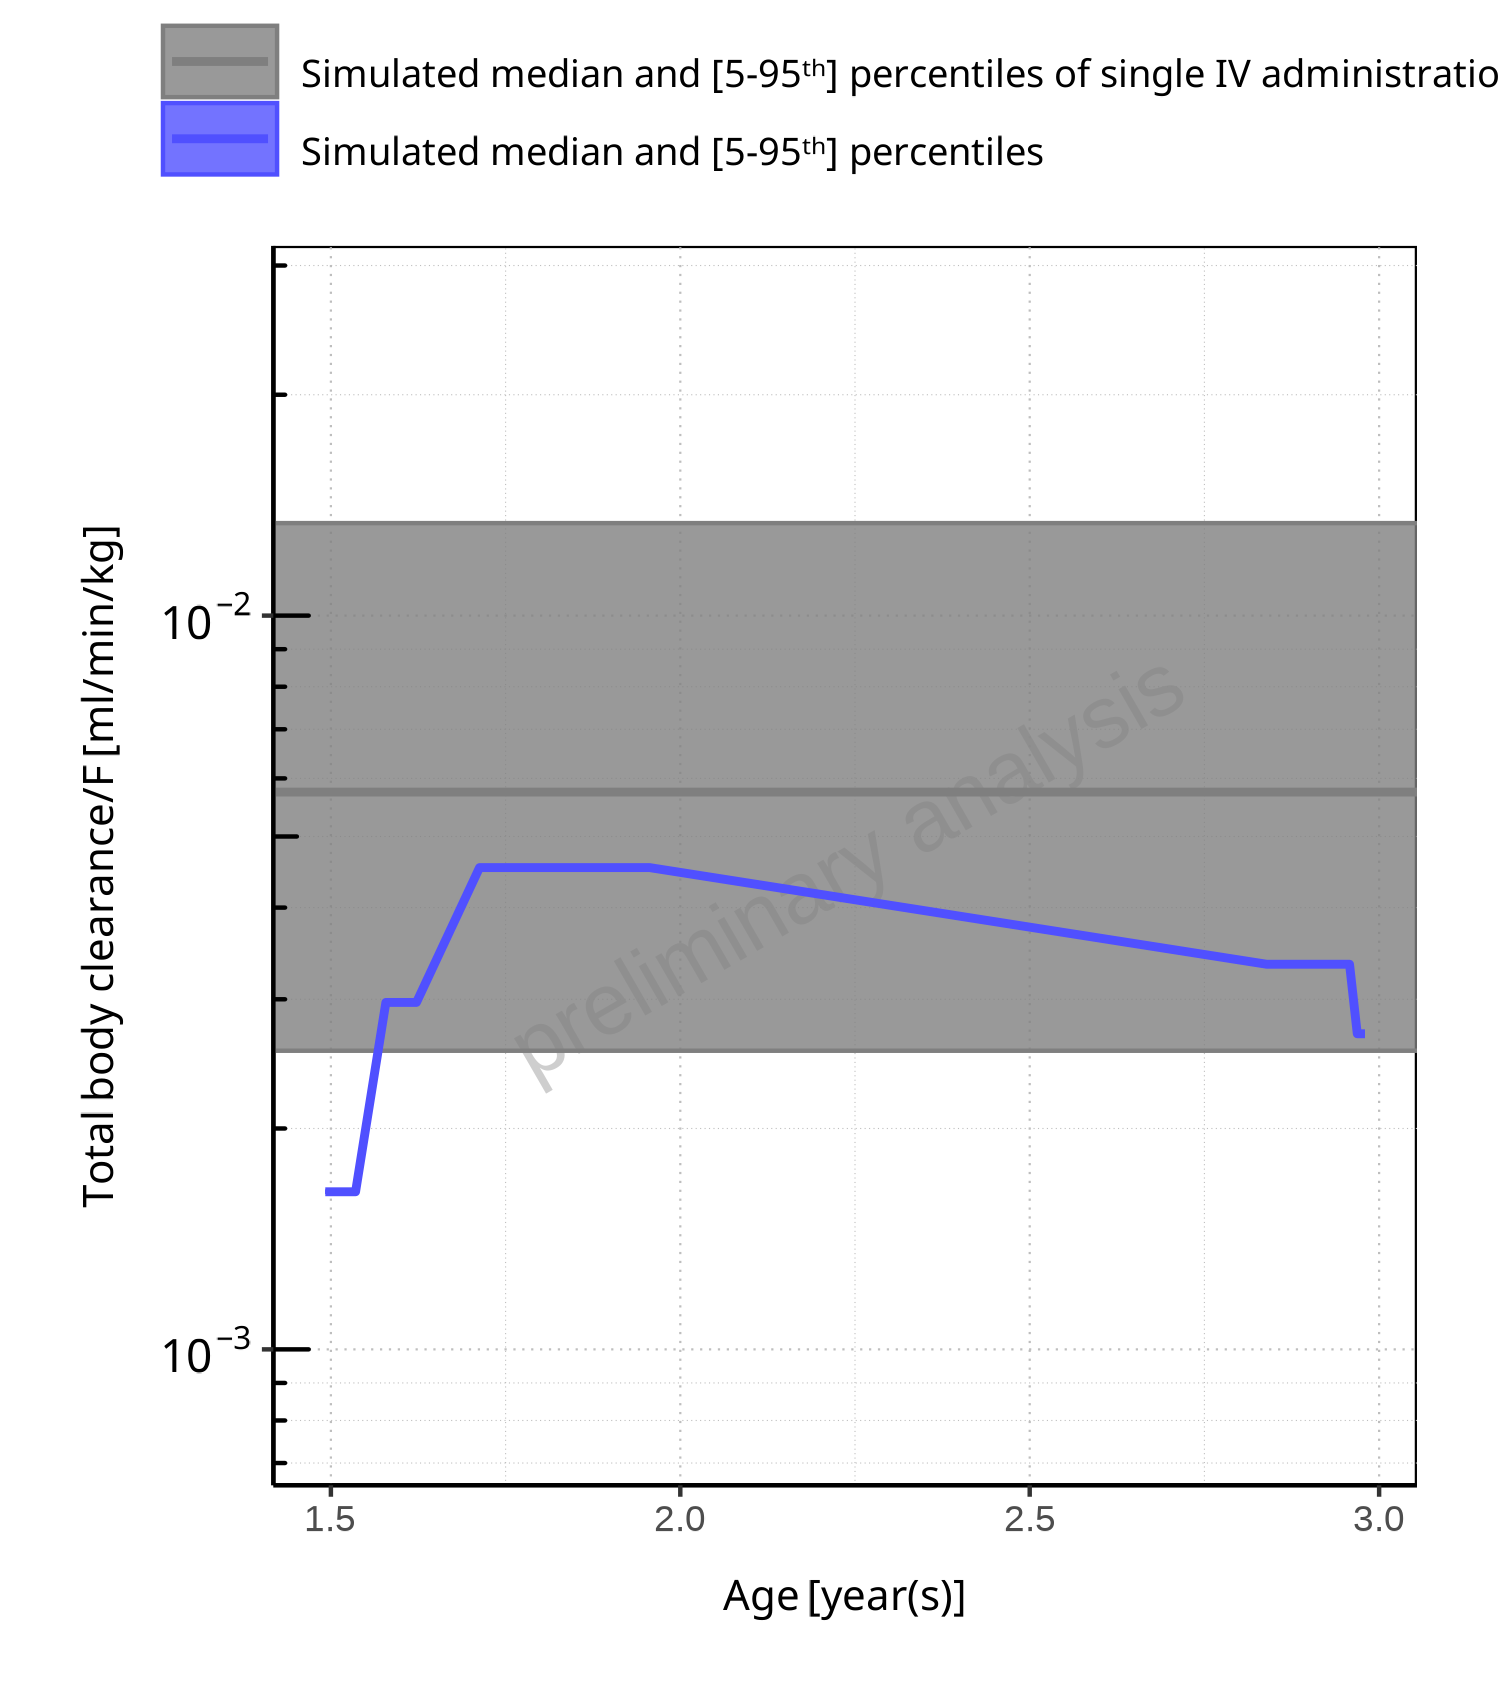 Simulated median and [5-95th] percentiles of single IV administratio
Simulated median and [5-95th] percentiles
Total body clearance/F [ml/min/kg]
10−2
10−3
preliminary analysis
1.5 2.0 2.5 3.0
Age [year(s)]